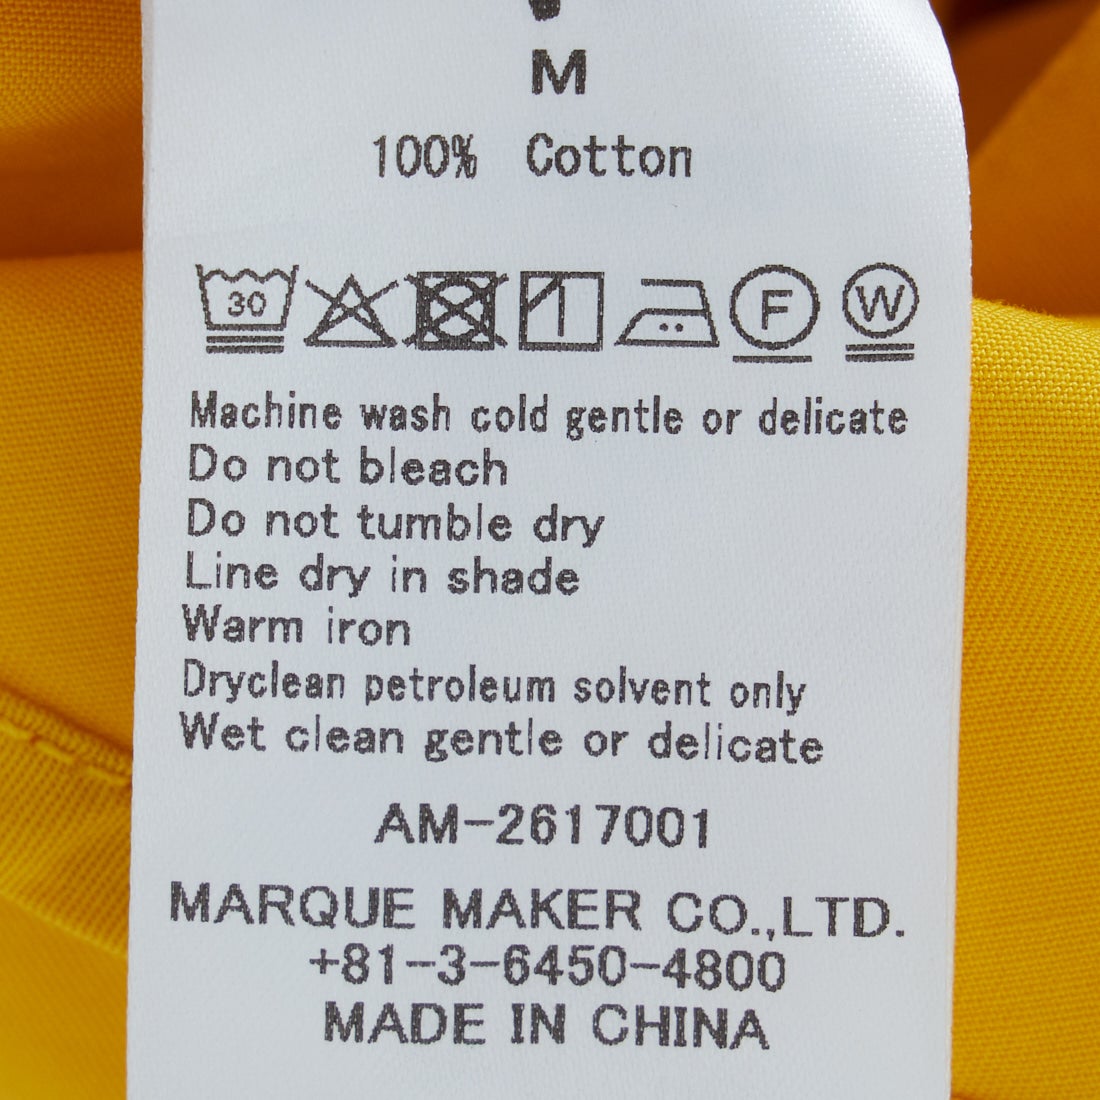 M
100% Cotton
30 F W
Machine wash cold gentle or delicate
Do not bleach
Do not tumble dry
Line dry in shade
Warm iron
Dryclean petroleum solvent only
Wet clean gentle or delicate
AM-2617001
MARQUE MAKER CO.,LTD.
+81-3-6450-4800
MADE IN CHINA